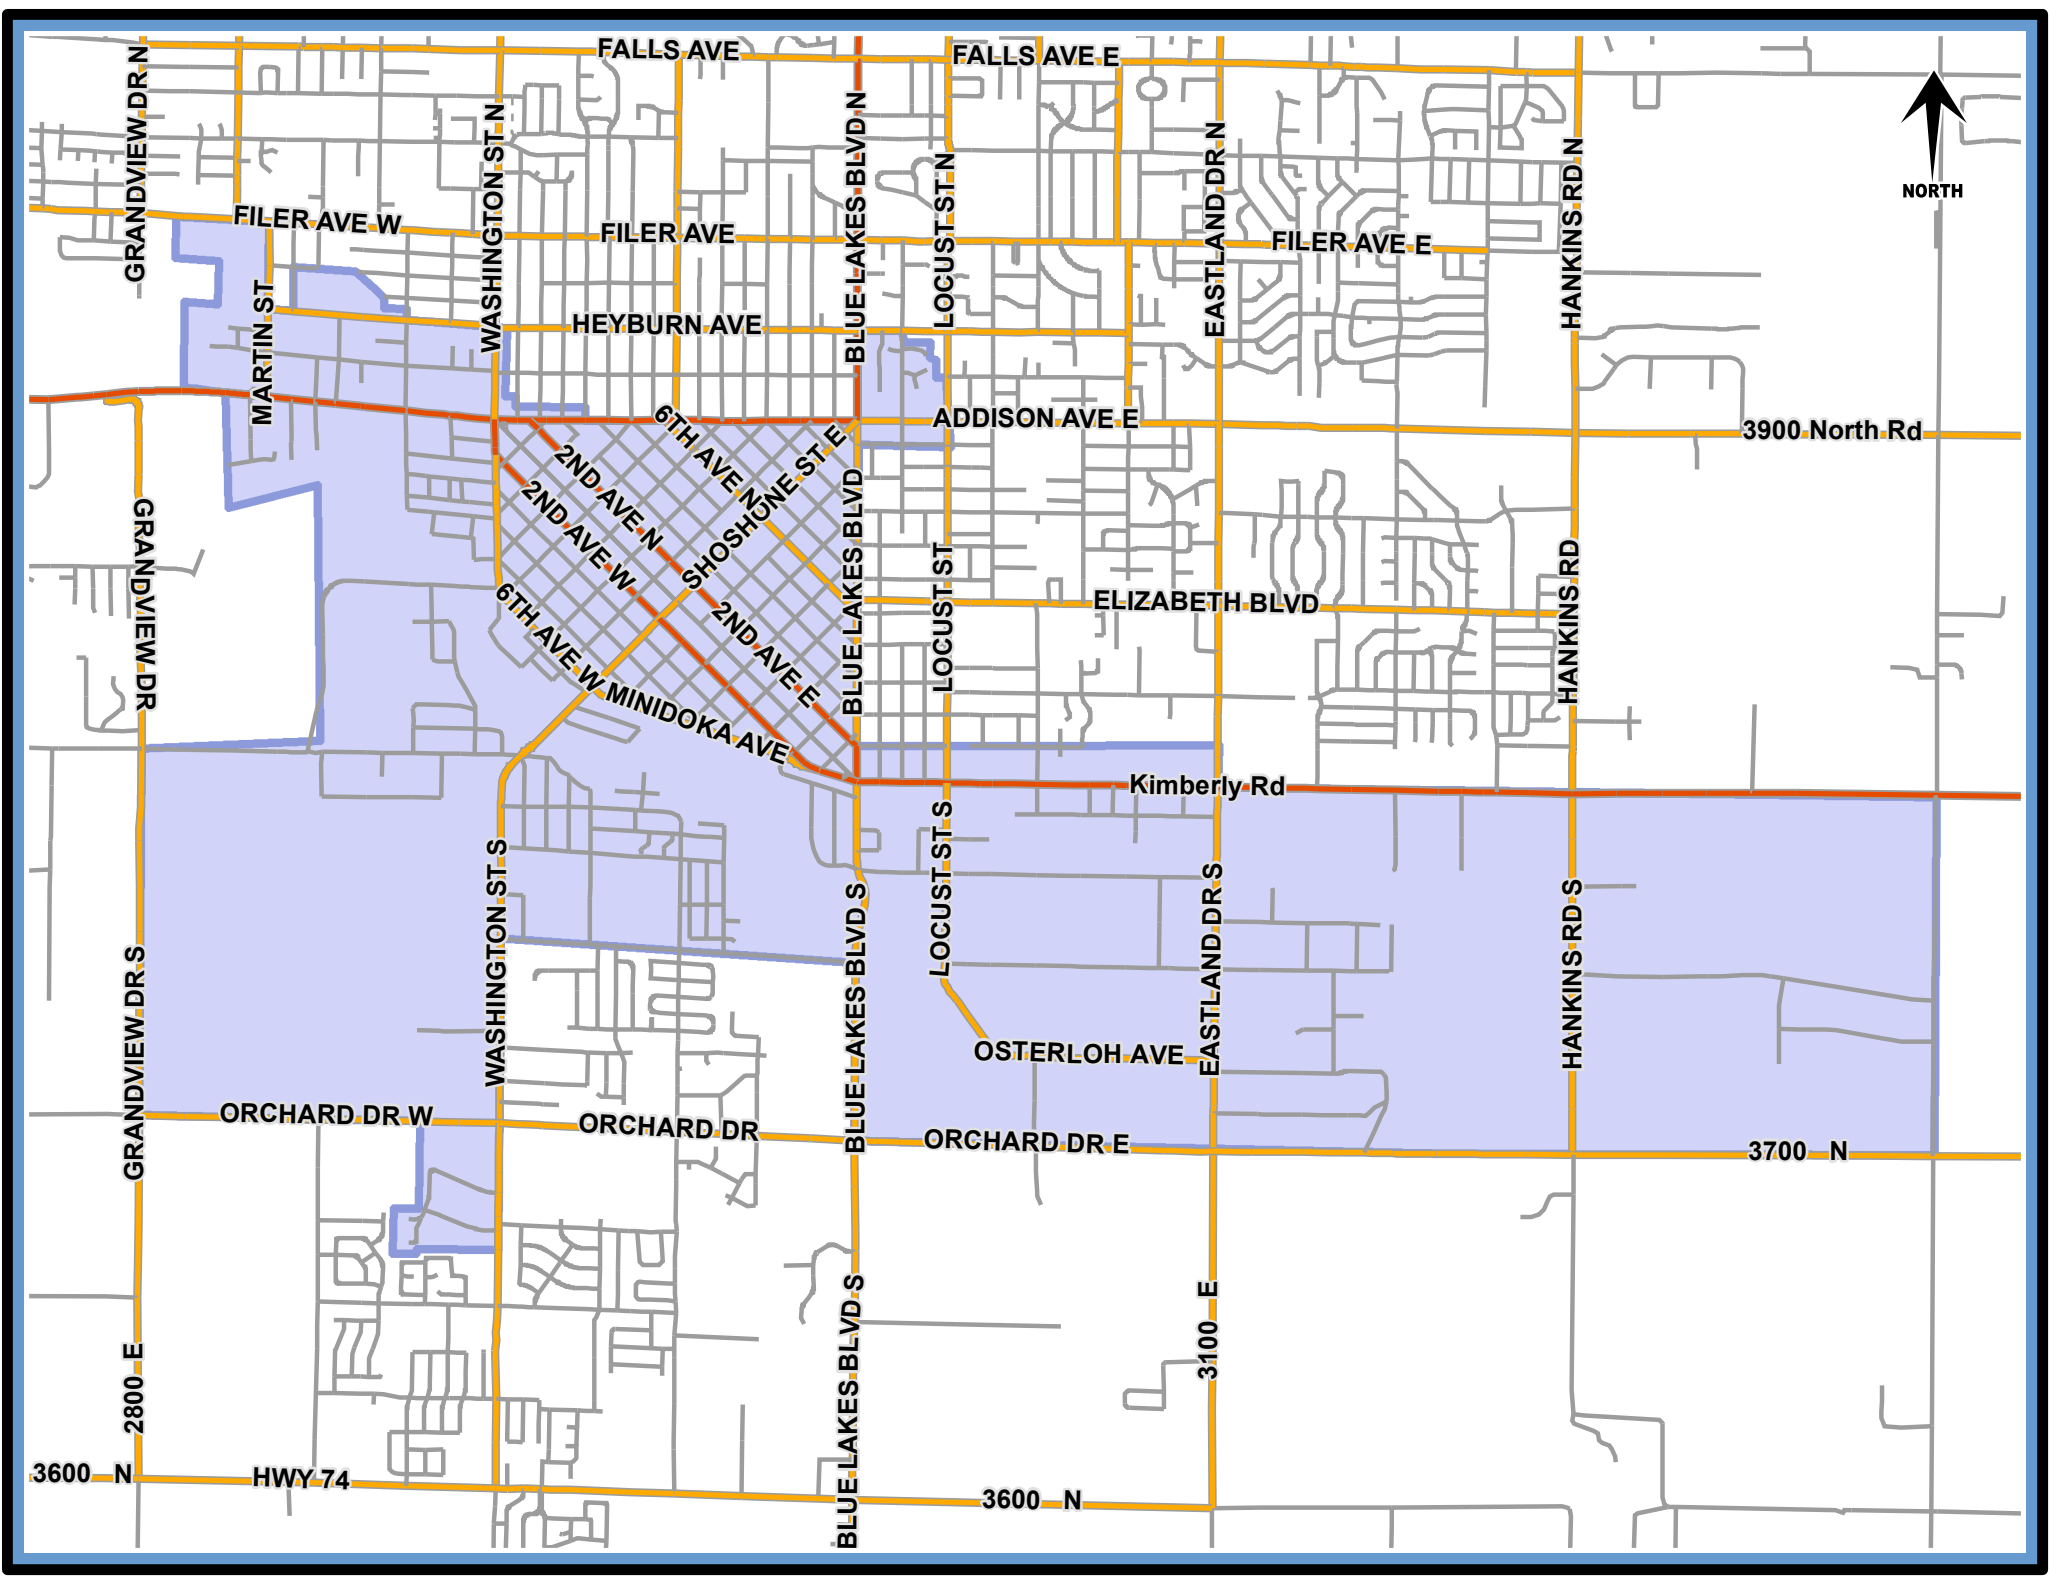 FALLS AVE
FALLS AVE E
GRANDVIEW DR N
WASHINGTON ST N
BLUE LAKES BLVD N
LOCUST ST N
EASTLAND DR N
HANKINS RD N
NORTH
FILER AVE W
FILER AVE
FILER AVE E
MARTIN ST
HEYBURN AVE
ADDISON AVE E
3900 North Rd
6TH AVE N
2ND AVE N
SHOSHONE ST E
2ND AVE W
GRANDVIEW DR
BLUE LAKES BLVD
LOCUST ST
HANKINS RD
6TH AVE W
2ND AVE E
ELIZABETH BLVD
MINIDOKA AVE
Kimberly Rd
WASHINGTON ST S
LOCUST ST S
BLUE LAKES BLVD S
EASTLAND DR S
HANKINS RD S
GRANDVIEW DR S
OSTERLOH AVE
ORCHARD DR W
ORCHARD DR
ORCHARD DR E
3700 N
2800 E
BLUE LAKES BLVD S
3100 E
3600 N
HWY 74
3600 N